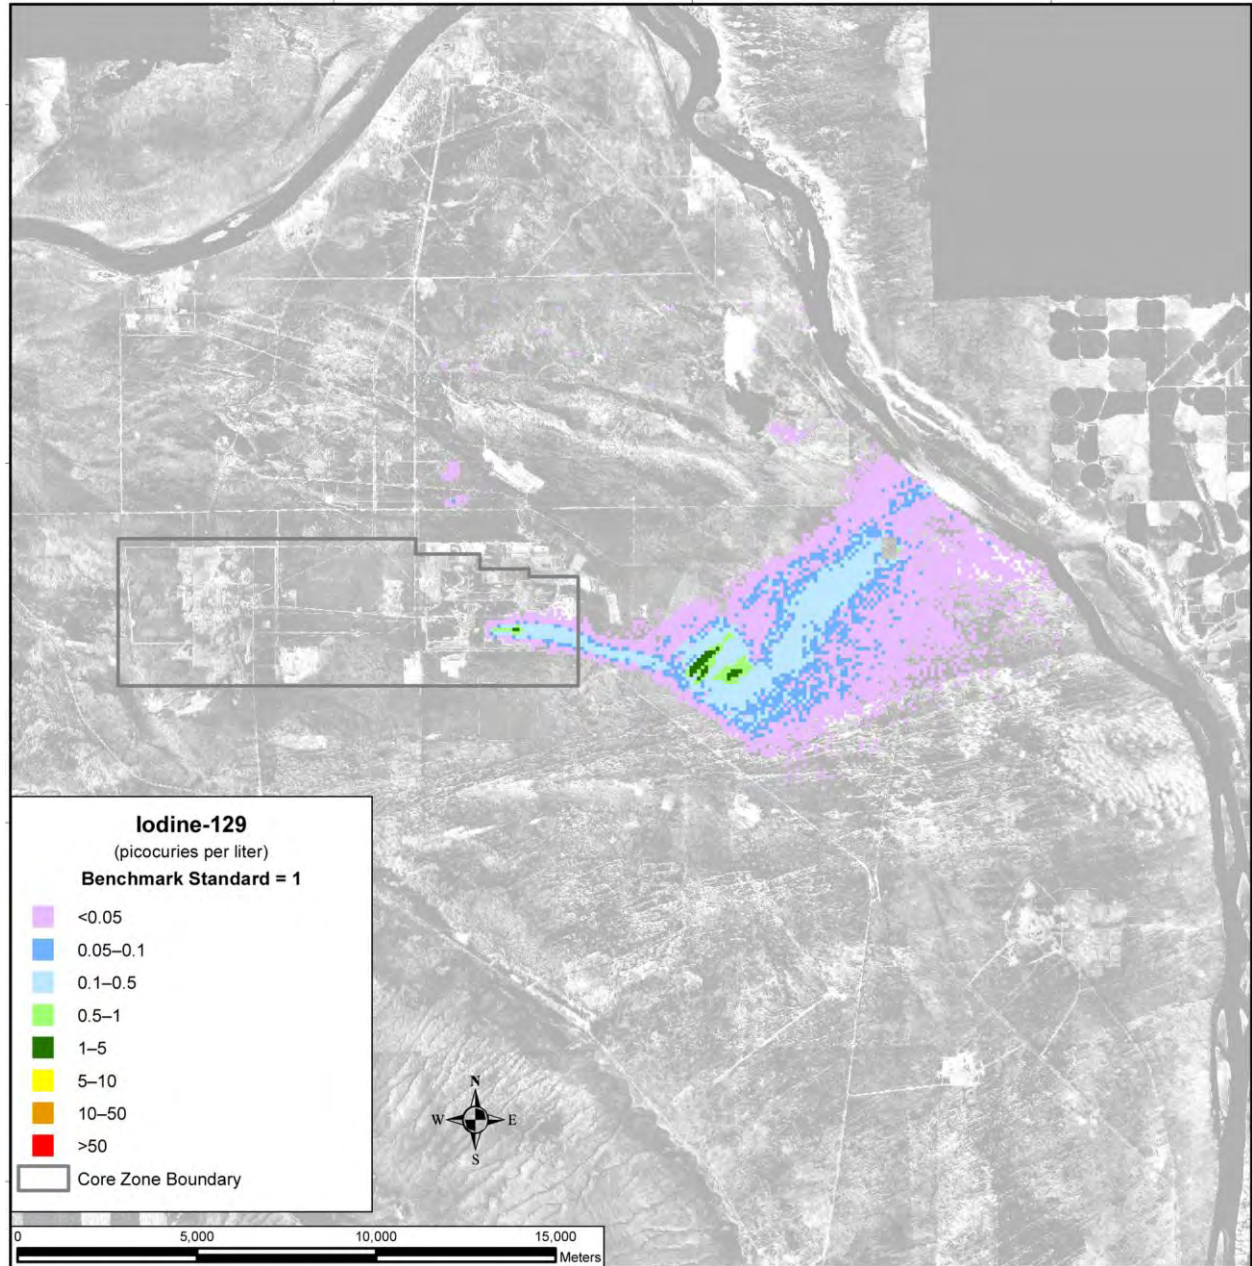 Iodine-129
(picocuries per liter)
Benchmark Standard = 1
<0.05
0.05–0.1
0.1–0.5
0.5–1
1–5
5–10
10–50
>50
Core Zone Boundary
N
W E
S
0 5,000 10,000 15,000
Meters